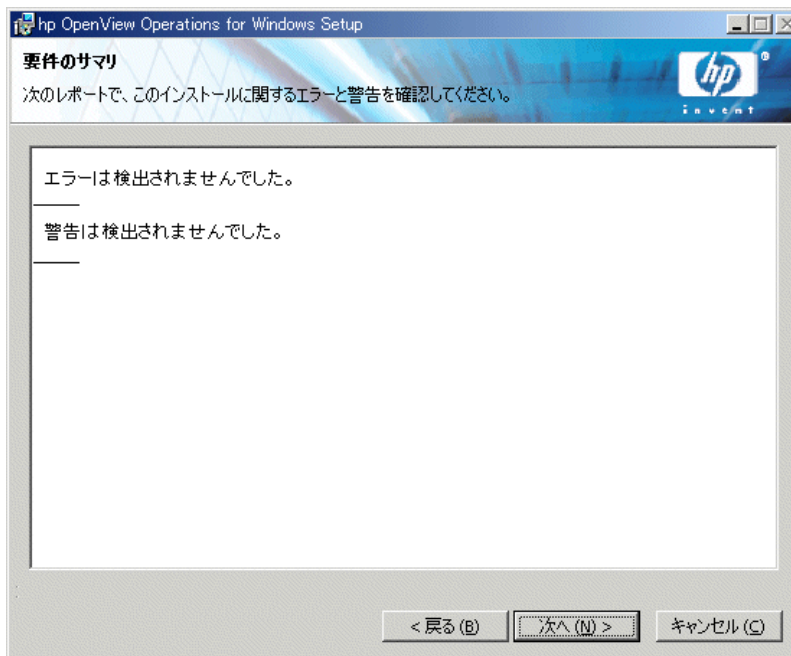 hp OpenView Operations for Windows Setup
要件のサマリ
次のレポートで、このインストールに関するエラーと警告を確認してください。
hp
invent
エラーは検出されませんでした。
警告は検出されませんでした。
< 戻る(B)
次へ(N) >
キャンセル(C)